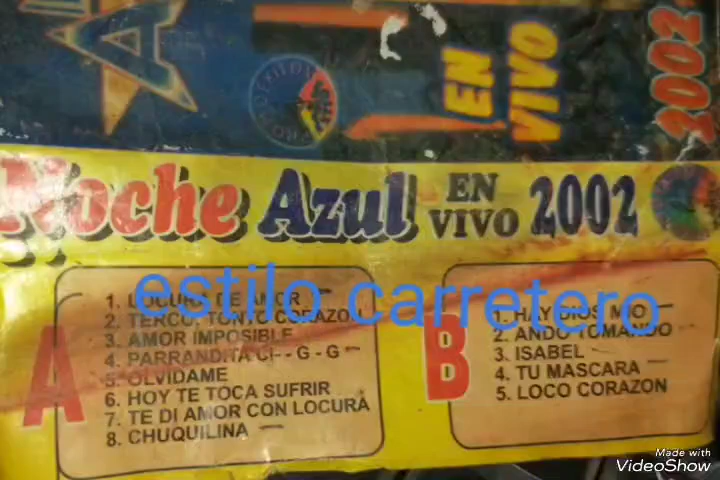 A
EN
VIVO
2002
Noche Azul EN VIVO 2002
estilo carretero
A
1. LOCURA DE AMOR
2. TERCO, TONTO CORAZON
3. AMOR IMPOSIBLE
4. PARRANDITA CI--G-G
5. OLVIDAME
6. HOY TE TOCA SUFRIR
7. TE DI AMOR CON LOCURA
8. CHUQUILINA
B
1. HAY DIOS MIO
2. ANDO TOMANDO
3. ISABEL
4. TU MASCARA
5. LOCO CORAZON
Made with
VideoShow